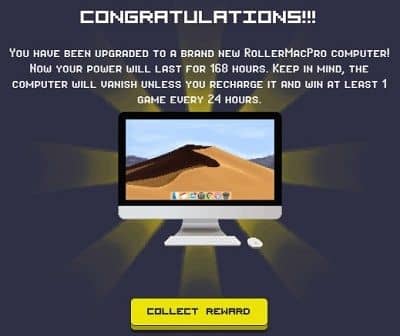 CONGRATULATIONS!!!
YOU HAVE BEEN UPGRADED TO A BRAND NEW ROLLERMACPRO COMPUTER!
NOW YOUR POWER WILL LAST FOR 168 HOURS. KEEP IN MIND, THE
COMPUTER WILL VANISH UNLESS YOU RECHARGE IT AND WIN AT LEAST 1
GAME EVERY 24 HOURS.
COLLECT REWARD